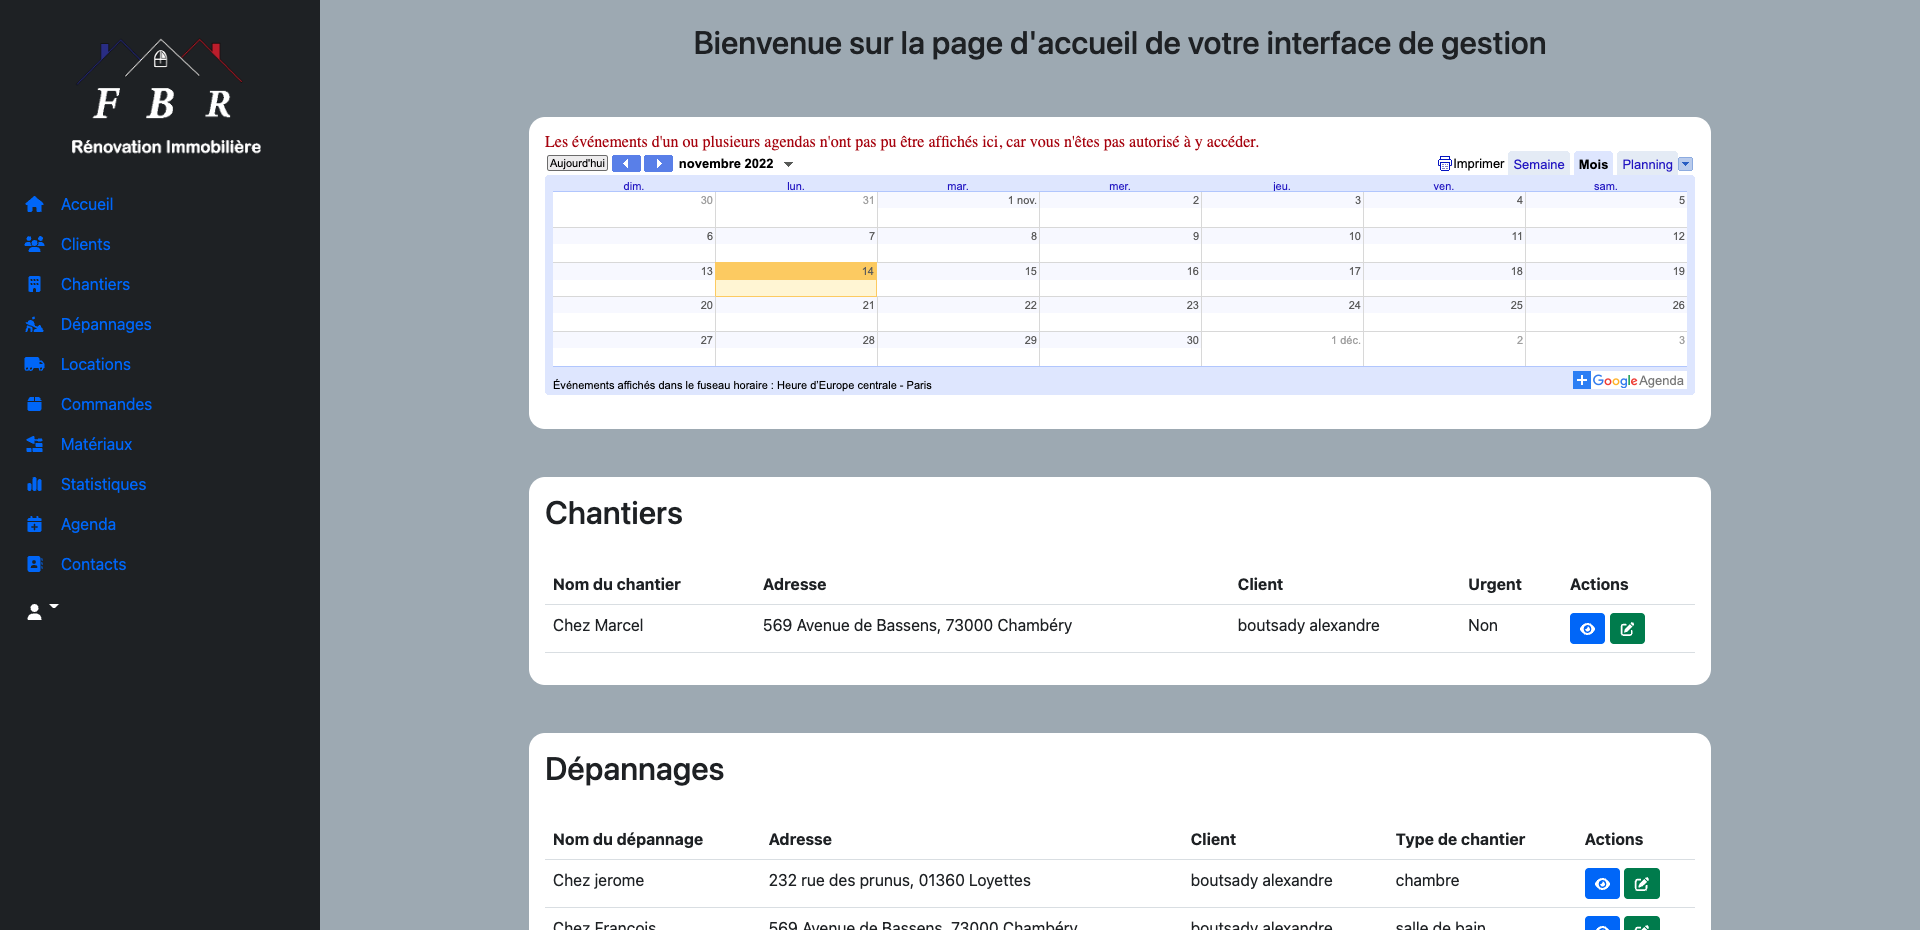 F B R
Rénovation Immobilière
Accueil
Clients
Chantiers
Dépannages
Locations
Commandes
Matériaux
Statistiques
Agenda
Contacts
Bienvenue sur la page d'accueil de votre interface de gestion
Les événements d'un ou plusieurs agendas n'ont pas pu être affichés ici, car vous n'êtes pas autorisé à y accéder.
Aujourd'hui novembre 2022 Imprimer Semaine Mois Planning
dim. lun. mar. mer. jeu. ven. sam.
30 31 1 nov. 2 3 4 5
6 7 8 9 10 11 12
13 14 15 16 17 18 19
20 21 22 23 24 25 26
27 28 29 30 1 déc. 2 3
Événements affichés dans le fuseau horaire : Heure d'Europe centrale - Paris
Google Agenda
Chantiers
Nom du chantier Adresse Client Urgent Actions
Chez Marcel 569 Avenue de Bassens, 73000 Chambéry boutsady alexandre Non
Dépannages
Nom du dépannage Adresse Client Type de chantier Actions
Chez jerome 232 rue des prunus, 01360 Loyettes boutsady alexandre chambre
Chez François 569 Avenue de Bassens, 73000 Chambéry boutsady alexandre salle de bain